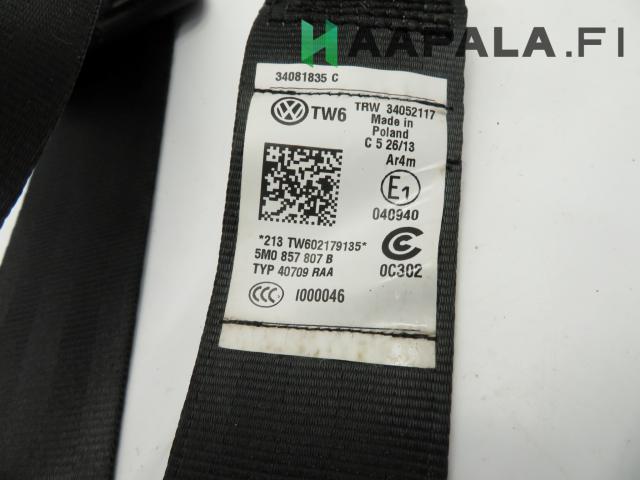 HAAPALA.FI
34081835 C
TW6
TRW 34052117
Made in
Poland
C 5 26/13
Ar4m
E1
040940
*213 TW602179135*
5M0 857 807 B
0C302
TYP 40709 RAA
CCC I000046